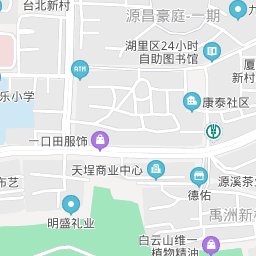 台北新村
源昌豪庭-一期
湖里区24小时
自助图书馆
ATM
厦
新村
乐小学
康泰社区
一口田服饰
天埕商业中心
德佑
源溪茶
布艺
明盛礼业
禹洲新村
白云山维一
植物精油